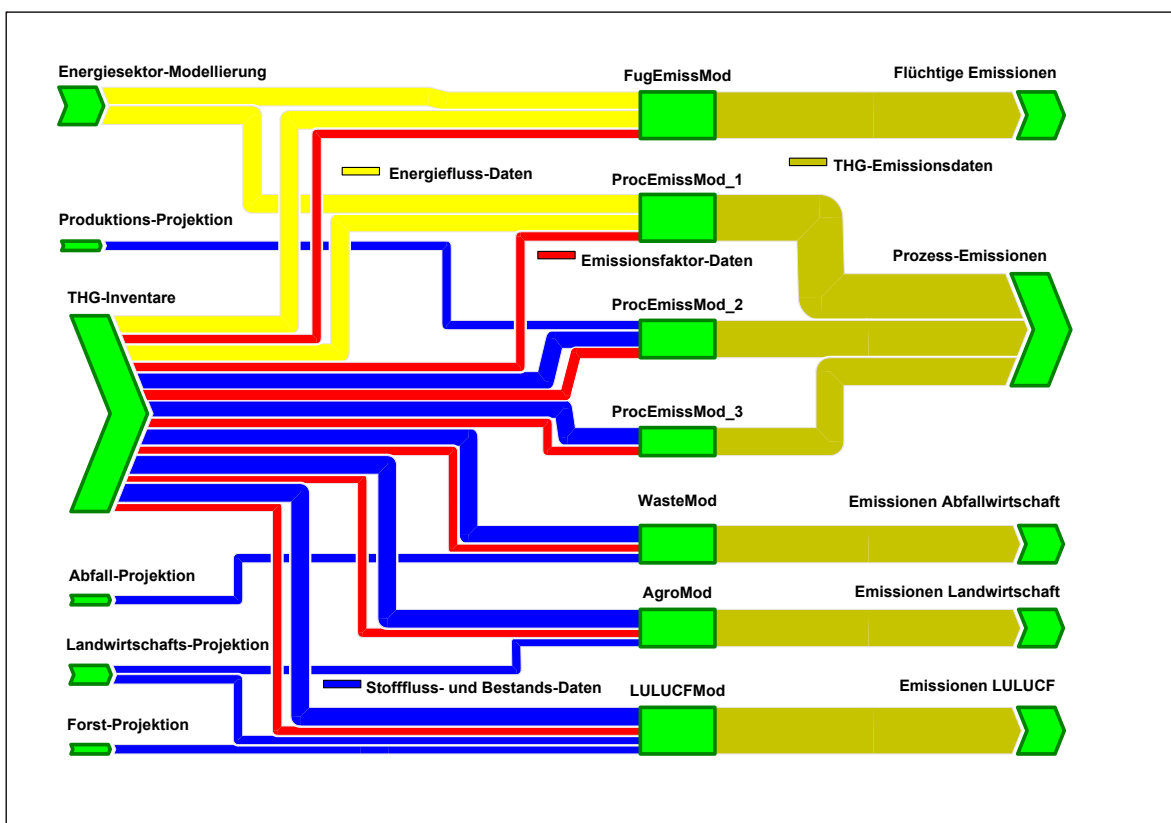 Energiesektor-Modellierung
FugEmissMod
Flüchtige Emissionen
Energiefluss-Daten
THG-Emissionsdaten
ProcEmissMod_1
Produktions-Projektion
Emissionsfaktor-Daten
Prozess-Emissionen
THG-Inventare
ProcEmissMod_2
ProcEmissMod_3
WasteMod
Emissionen Abfallwirtschaft
Abfall-Projektion
AgroMod
Emissionen Landwirtschaft
Landwirtschafts-Projektion
Stofffluss- und Bestands-Daten
LULUCFMod
Emissionen LULUCF
Forst-Projektion